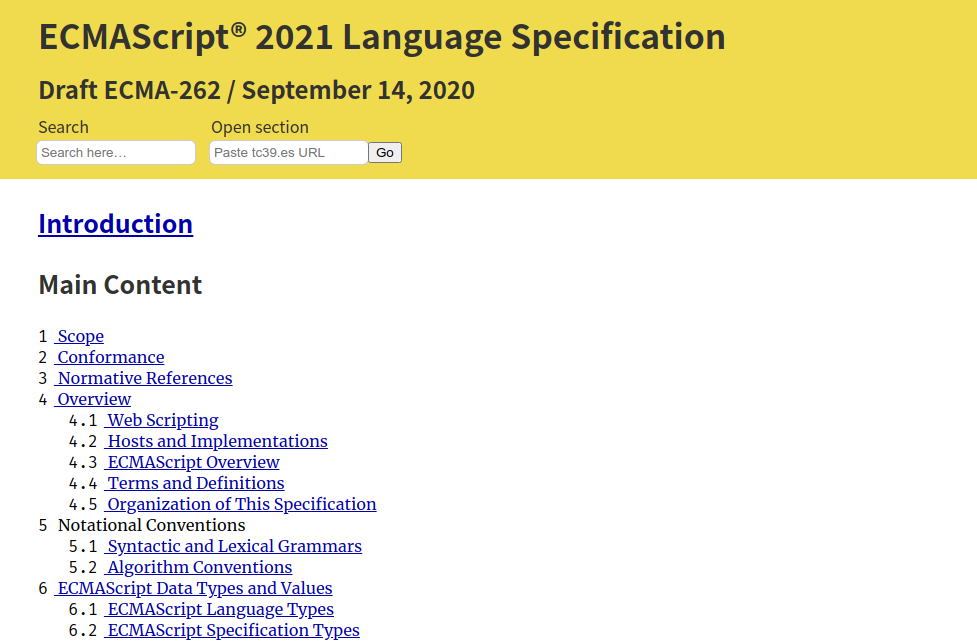 ECMAScript® 2021 Language Specification
Draft ECMA-262 / September 14, 2020
Search Open section
Search here… Paste tc39.es URL Go
Introduction
Main Content
1 Scope
2 Conformance
3 Normative References
4 Overview
4.1 Web Scripting
4.2 Hosts and Implementations
4.3 ECMAScript Overview
4.4 Terms and Definitions
4.5 Organization of This Specification
5 Notational Conventions
5.1 Syntactic and Lexical Grammars
5.2 Algorithm Conventions
6 ECMAScript Data Types and Values
6.1 ECMAScript Language Types
6.2 ECMAScript Specification Types